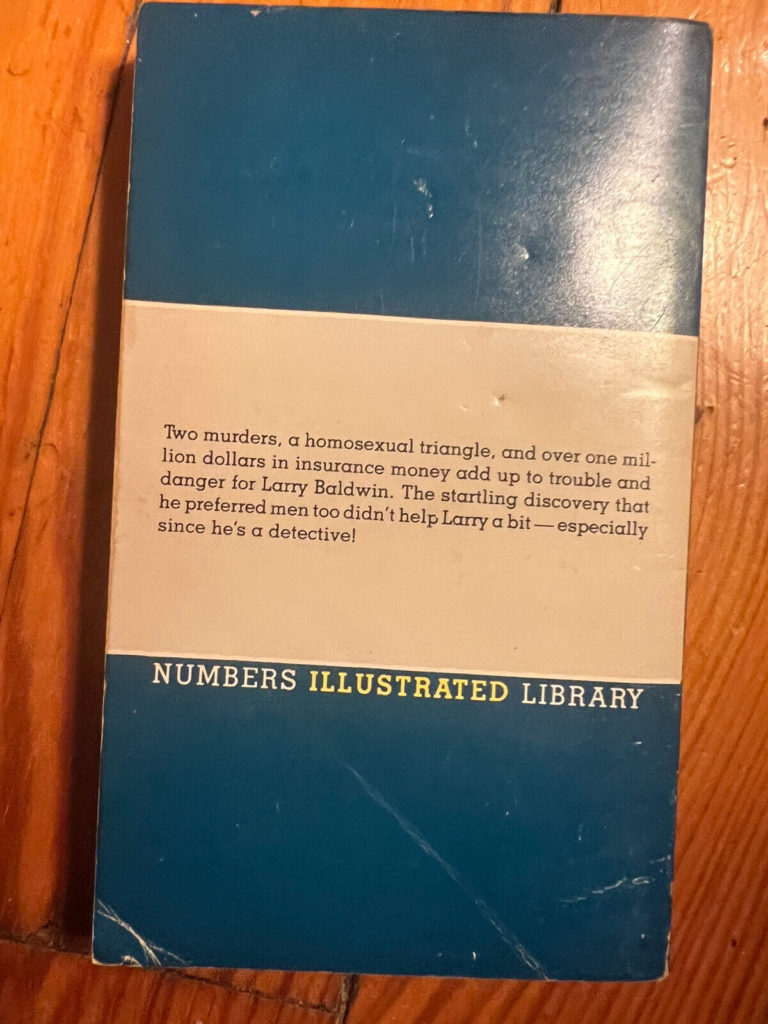 Two murders, a homosexual triangle, and over one mil-
lion dollars in insurance money add up to trouble and
danger for Larry Baldwin. The startling discovery that
he preferred men too didn't help Larry a bit — especially
since he's a detective!
NUMBERS ILLUSTRATED LIBRARY